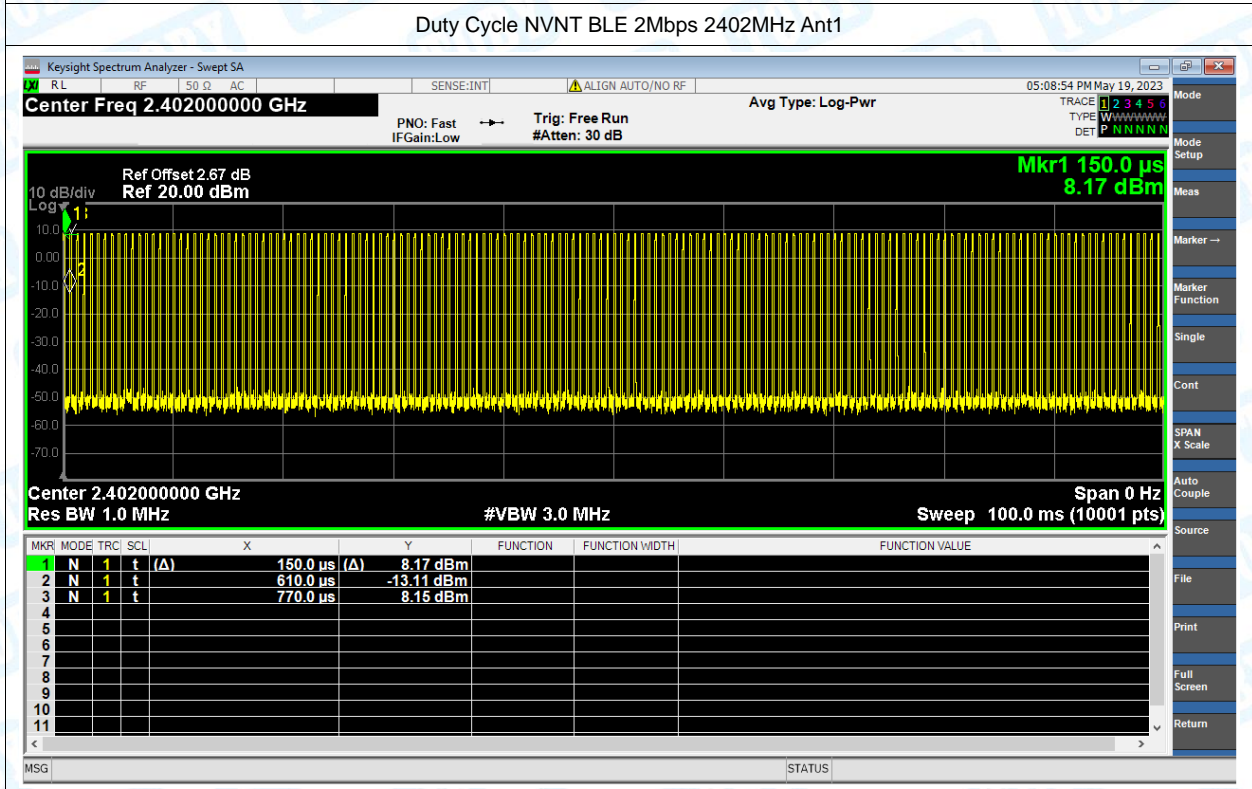 Duty Cycle NVNT BLE 2Mbps 2402MHz Ant1
Keysight Spectrum Analyzer - Swept SA
LXI RL RF 50 Ω AC SENSE:INT ALIGN AUTO/NO RF 05:08:54 PM May 19, 2023
Center Freq 2.402000000 GHz Avg Type: Log-Pwr TRACE 1 2 3 4 5 6
PNO: Fast Trig: Free Run TYPE W W W W W W
IFGain:Low #Atten: 30 dB DET P N N N N N
Mkr1 150.0 µs
8.17 dBm
Ref Offset 2.67 dB
10 dB/div Ref 20.00 dBm
Log
1
2
10.0
0.00
-10.0
-20.0
-30.0
-40.0
-50.0
-60.0
-70.0
Center 2.402000000 GHz Span 0 Hz
Res BW 1.0 MHz #VBW 3.0 MHz Sweep 100.0 ms (10001 pts)
MKR MODE TRC SCL X Y FUNCTION FUNCTION WIDTH FUNCTION VALUE
1 N 1 t (Δ) 150.0 µs (Δ) 8.17 dBm
2 N 1 t 610.0 µs -13.11 dBm
3 N 1 t 770.0 µs 8.15 dBm
4
5
6
7
8
9
10
11
MSG STATUS
Mode
Mode Setup
Meas
Marker →
Marker Function
Single
Cont
SPAN X Scale
Auto Couple
Source
File
Print
Full Screen
Return